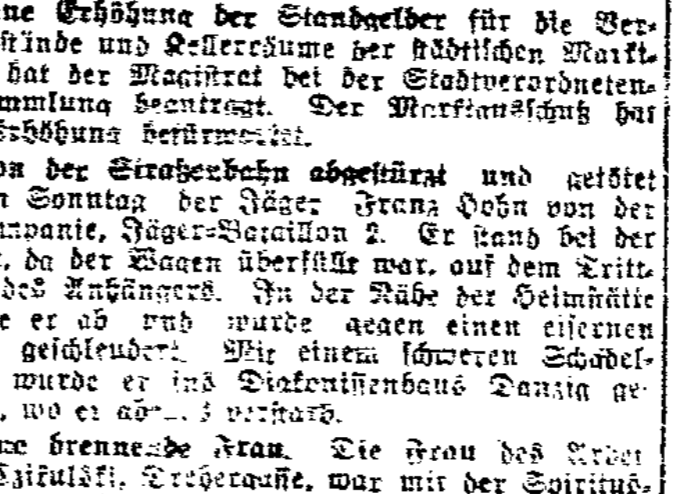 ne Erhöhung der Standgelder für die Ver-
stände und Kellerräume der städtischen Markt-
hat der Magistrat bei der Stadtverordneten-
mmlung beantragt. Der Marktausschuß hat
Erhöhung befürwortet.
on der Straßenbahn abgestürzt und getötet
n Sonntag der Jäger Franz Hohn von der
mpanie, Jäger-Bataillon 2. Er stand bei der
, da der Wagen überfüllt war, auf dem Tritt-
des Anhängers. In der Nähe der Heimstätte
e er ab und wurde gegen einen eisernen
geschleudert. Mit einem schweren Schädel-
wurde er ins Diakonissenhaus Danzig ge-
, wo er verstarb.
ne brennende Frau. Die Frau des Arbei
Drehergasse, war mit der Spiritus-